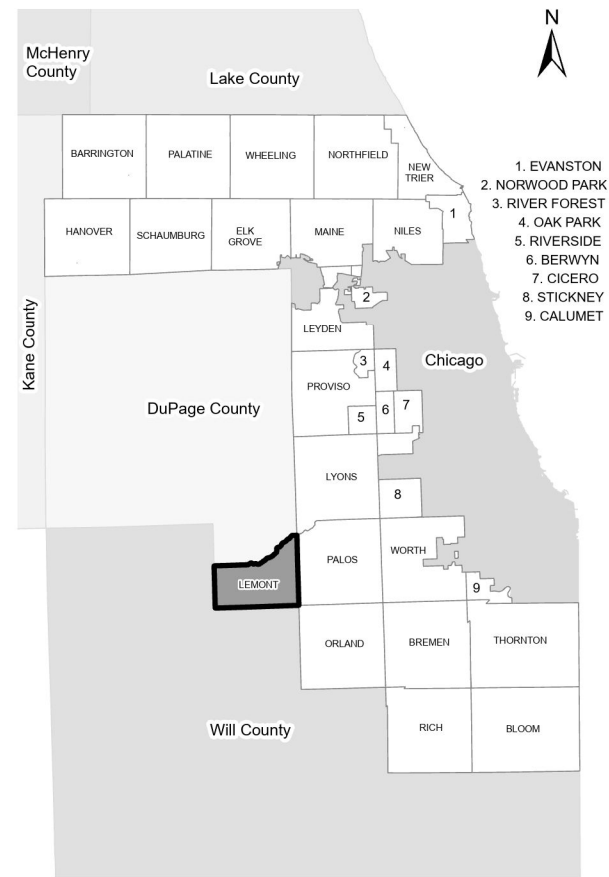 N
McHenry
County
Lake County
BARRINGTON
PALATINE
WHEELING
NORTHFIELD
NEW
TRIER
1. EVANSTON
2. NORWOOD PARK
3. RIVER FOREST
4. OAK PARK
5. RIVERSIDE
6. BERWYN
7. CICERO
8. STICKNEY
9. CALUMET
HANOVER
SCHAUMBURG
ELK
GROVE
MAINE
NILES
1
2
LEYDEN
Kane County
DuPage County
PROVISO
3
4
Chicago
5
6
7
LYONS
8
LEMONT
PALOS
WORTH
9
ORLAND
BREMEN
THORNTON
Will County
RICH
BLOOM